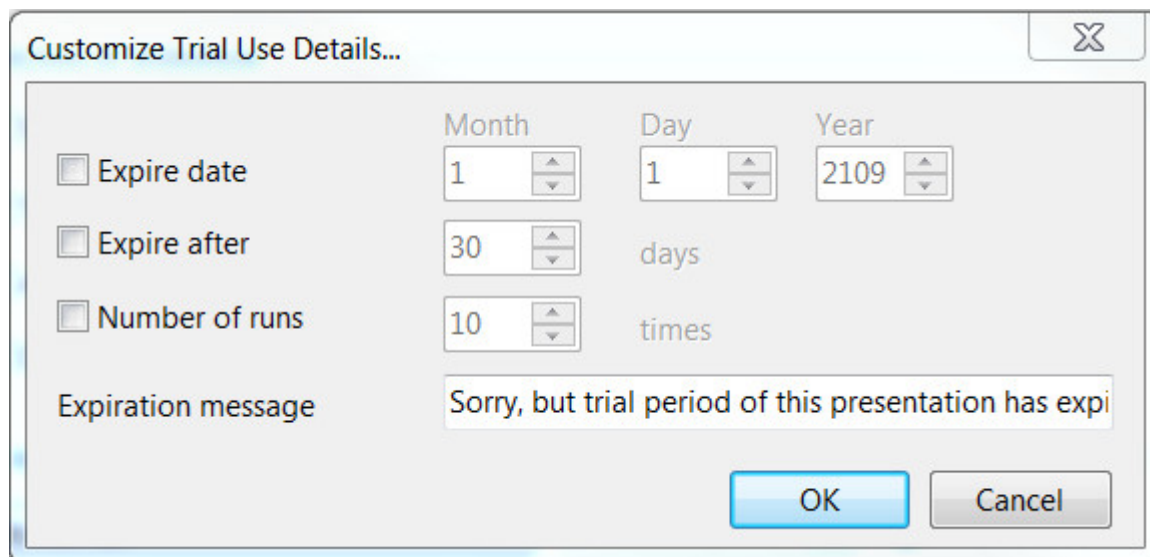 Customize Trial Use Details...
Month Day Year
Expire date 1 1 2109
Expire after 30 days
Number of runs 10 times
Expiration message Sorry, but trial period of this presentation has expi
OK Cancel